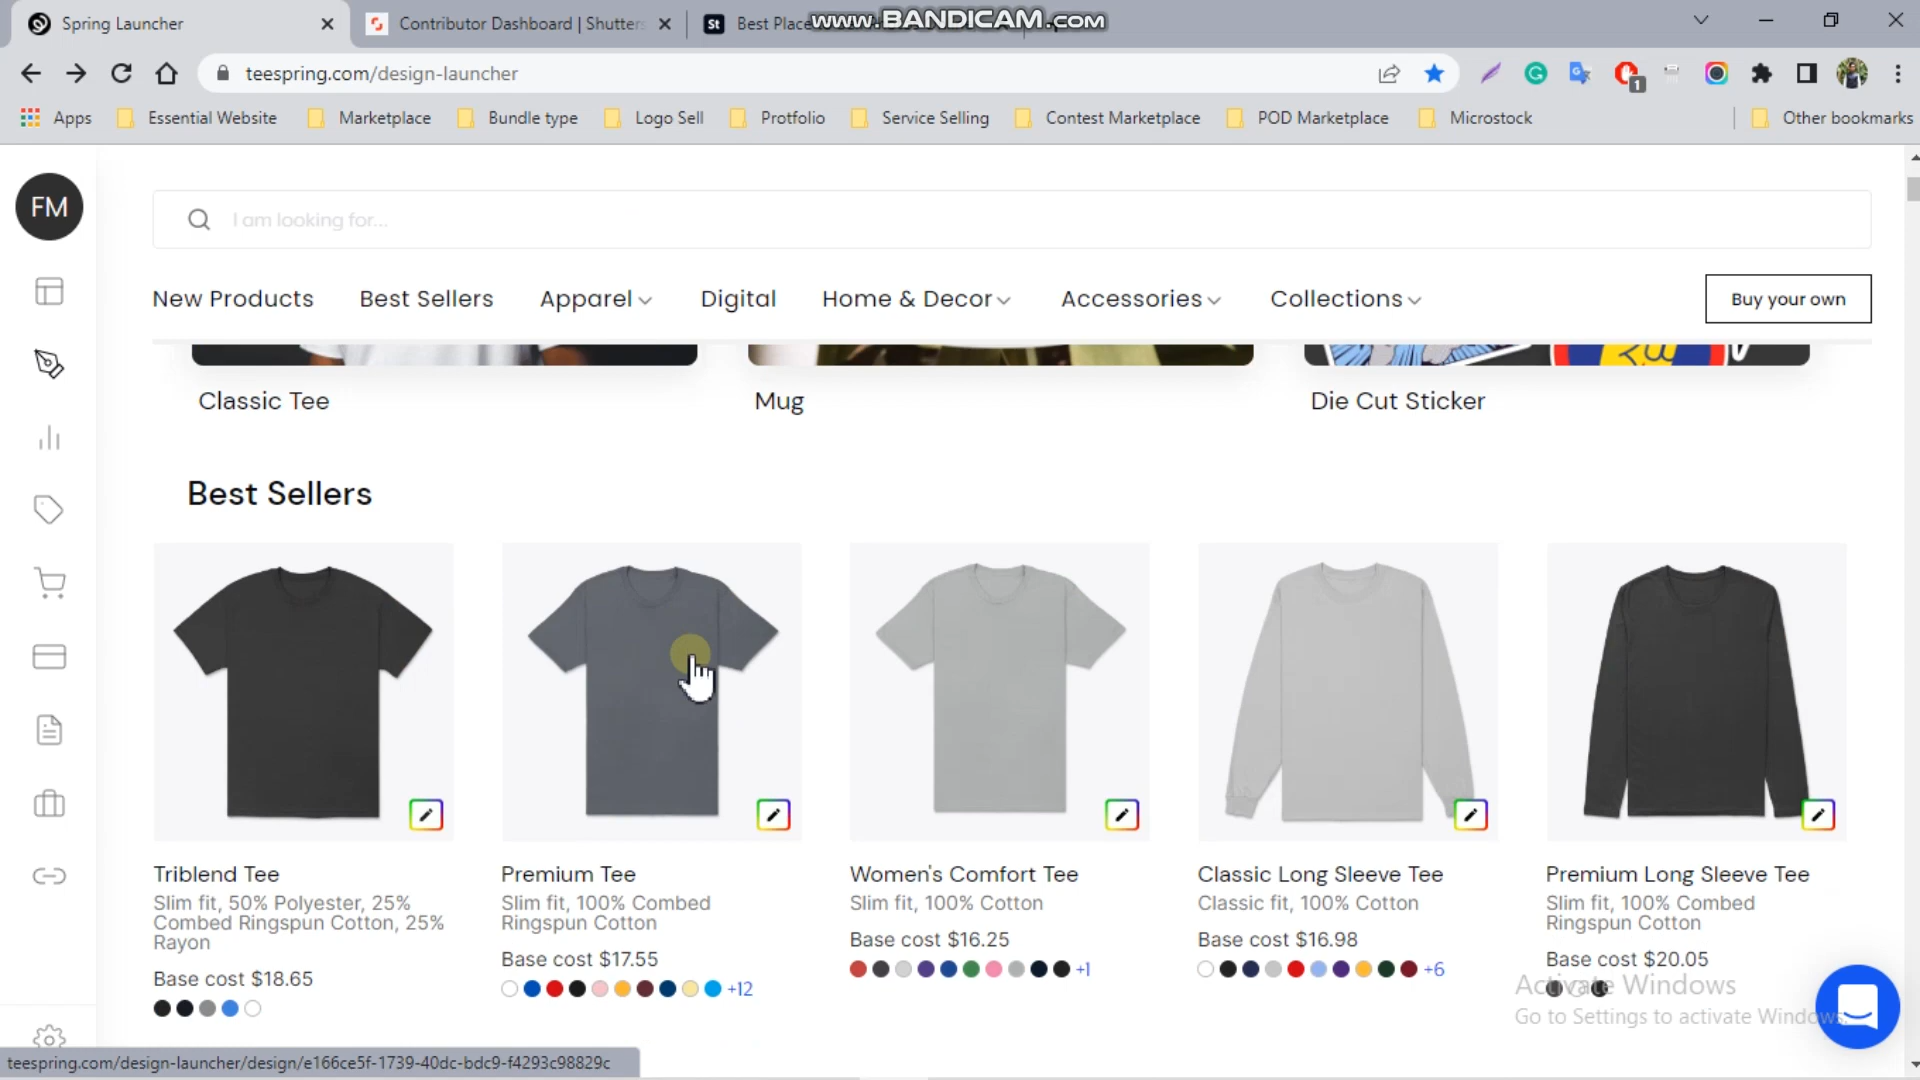 Spring Launcher
Contributor Dashboard | Shutters
St
Best Place
www.BANDICAM.com
teespring.com/design-launcher
1
Apps
Essential Website
Marketplace
Bundle type
Logo Sell
Protfolio
Service Selling
Contest Marketplace
POD Marketplace
Microstock
Other bookmarks
FM
I am looking for...
New Products
Best Sellers
Apparel
Digital
Home & Decor
Accessories
Collections
Buy your own
Classic Tee
Mug
Die Cut Sticker
Best Sellers
Triblend Tee
Slim fit, 50% Polyester, 25%
Combed Ringspun Cotton, 25%
Rayon
Base cost $18.65
Premium Tee
Slim fit, 100% Combed
Ringspun Cotton
Base cost $17.55
+12
Women's Comfort Tee
Slim fit, 100% Cotton
Base cost $16.25
+1
Classic Long Sleeve Tee
Classic fit, 100% Cotton
Base cost $16.98
+6
Premium Long Sleeve Tee
Slim fit, 100% Combed
Ringspun Cotton
Base cost $20.05
Activate Windows
Go to Settings to activate Windows.
teespring.com/design-launcher/design/e166ce5f-1739-40dc-bdc9-f4293c98829c